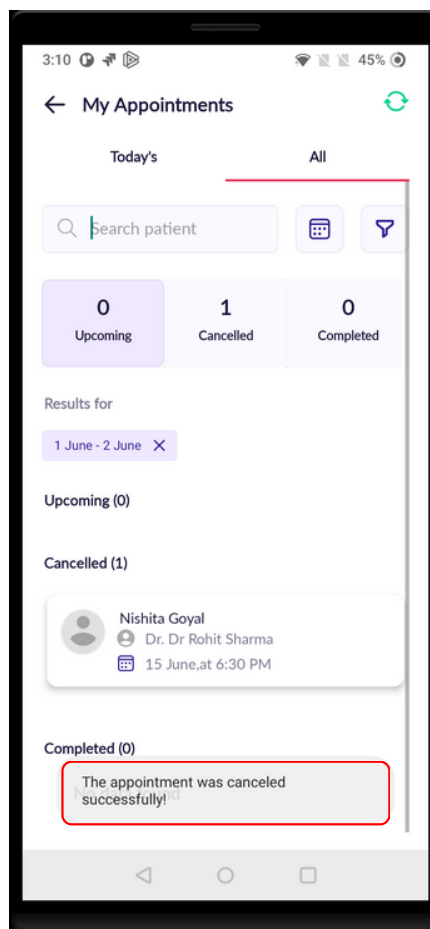 3:10 45%
My Appointments
Today's All
Search patient
0 1 0
Upcoming Cancelled Completed
Results for
1 June - 2 June
Upcoming (0)
Cancelled (1)
Nishita Goyal
Dr. Dr Rohit Sharma
15 June,at 6:30 PM
Completed (0)
The appointment was canceled
successfully!